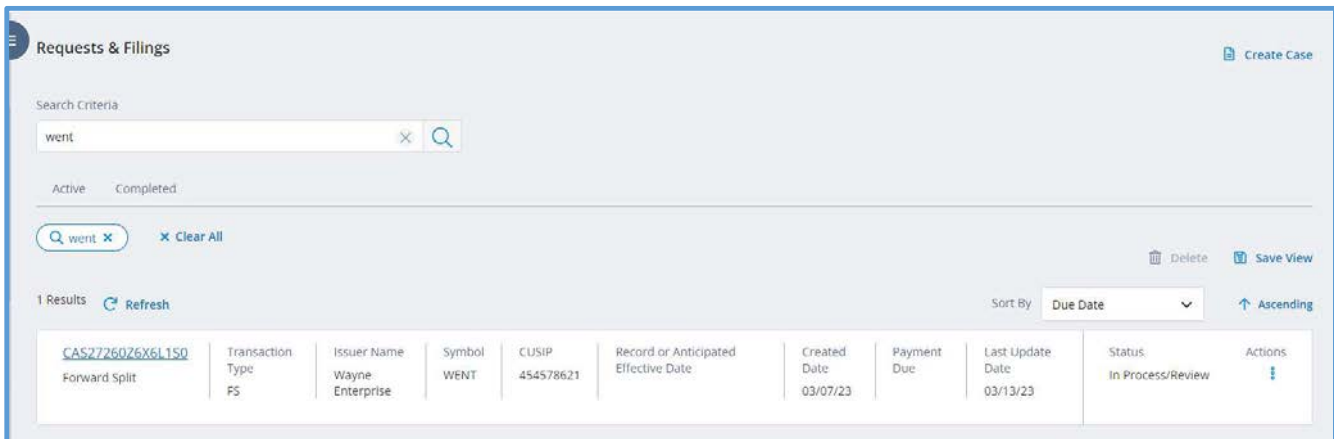 Requests & Filings
Create Case
Search Criteria
went
Active Completed
went Clear All
Delete Save View
1 Results Refresh Sort By Due Date Ascending
CAS27260Z6X6L1S0
Forward Split
Transaction
Type
FS
Issuer Name
Wayne
Enterprise
Symbol
WENT
CUSIP
454578621
Record or Anticipated
Effective Date
Created
Date
03/07/23
Payment
Due
Last Update
Date
03/13/23
Status
In Process/Review
Actions